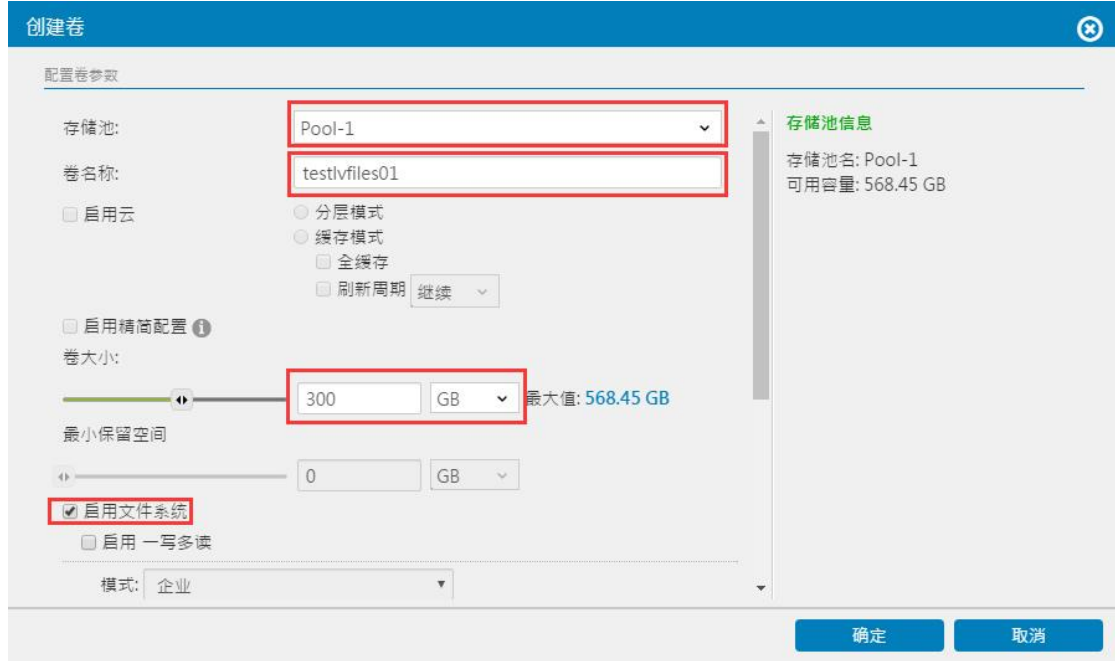 创建卷
配置卷参数
存储池: Pool-1
卷名称: testlvfiles01
启用云 分层模式
缓存模式
全缓存
刷新周期 继续
启用精简配置
卷大小:
300 GB 最大值: 568.45 GB
最小保留空间
0 GB
启用文件系统
启用 一写多读
模式: 企业
存储池信息
存储池名: Pool-1
可用容量: 568.45 GB
确定 取消